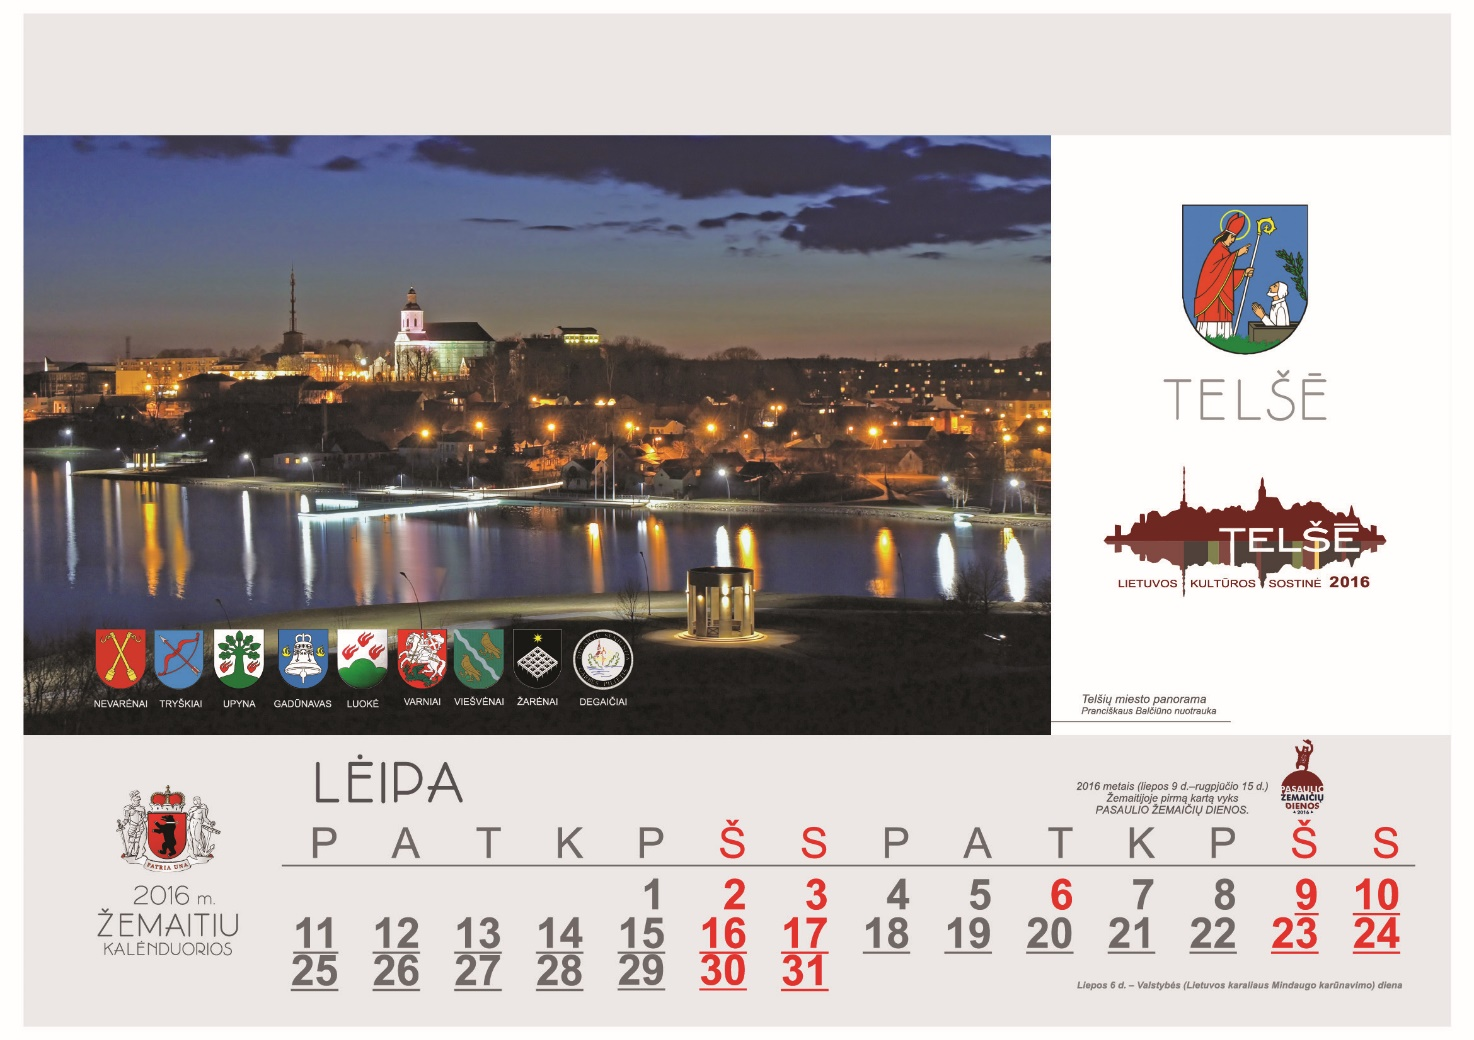 TELŠĒ
TELŠĒ
LIETUVOS KULTŪROS SOSTINĖ 2016
NEVARĖNAI TRYŠKIAI UPYNA GADŪNAVAS LUOKĖ VARNIAI VIEŠVĖNAI ŽARĖNAI DEGAIČIAI
Telšių miesto panorama
Pranciškaus Balčiūno nuotrauka
LĖIPA
2016 metais (liepos 9 d.–rugpjūčio 15 d.)
Žemaitijoje pirmą kartą vyks
PASAULIO ŽEMAIČIŲ DIENOS.
PASAULIO
ŽEMAIČIŲ
DIENOS
2016
PATRIA UNA
2016 m.
ŽEMAITIU
KALĖNDUORIOS
P A T K P Š S P A T K P Š S
1 2 3 4 5 6 7 8 9 10
11 12 13 14 15 16 17 18 19 20 21 22 23 24
25 26 27 28 29 30 31
Liepos 6 d. – Valstybės (Lietuvos karaliaus Mindaugo karūnavimo) diena